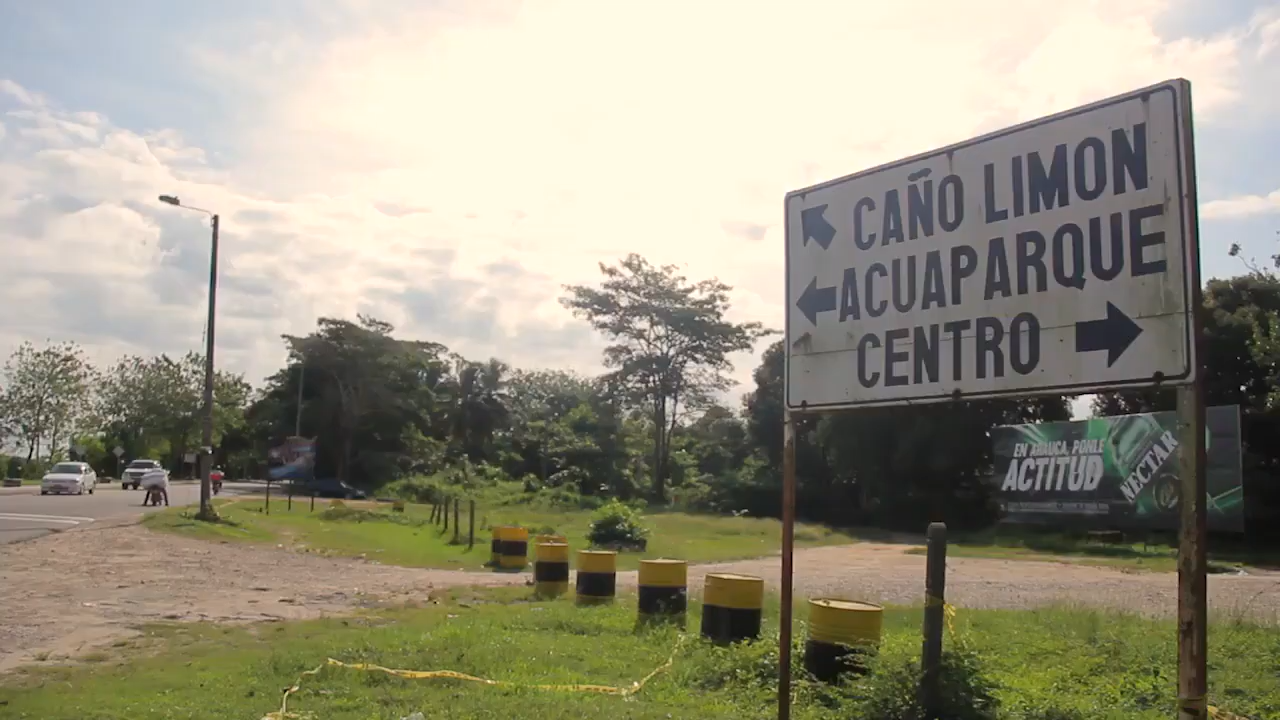 CAÑO LIMON
ACUAPARQUE
CENTRO
EN ARAUCA, PONLE
ACTITUD
NECTAR